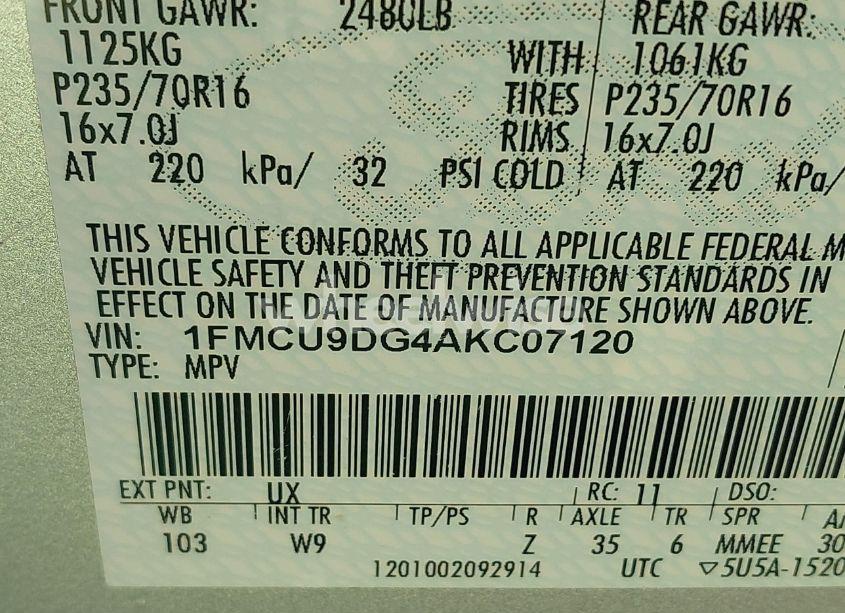 FRONT GAWR: 2480LB REAR GAWR:
1125KG WITH 1061KG
P235/70R16 TIRES P235/70R16
16x7.0J RIMS 16x7.0J
AT 220 kPa/ 32 PSI COLD AT 220 kPa/
THIS VEHICLE CONFORMS TO ALL APPLICABLE FEDERAL M
VEHICLE SAFETY AND THEFT PREVENTION STANDARDS IN
EFFECT ON THE DATE OF MANUFACTURE SHOWN ABOVE.
VIN: 1FMCU9DG4AKC07120
TYPE: MPV
EXT PNT: UX RC: 11 DSO:
WB INT TR TP/PS R AXLE TR SPR
103 W9 Z 35 6 MMEE 30
1201002092914 UTC ▽5U5A-1520